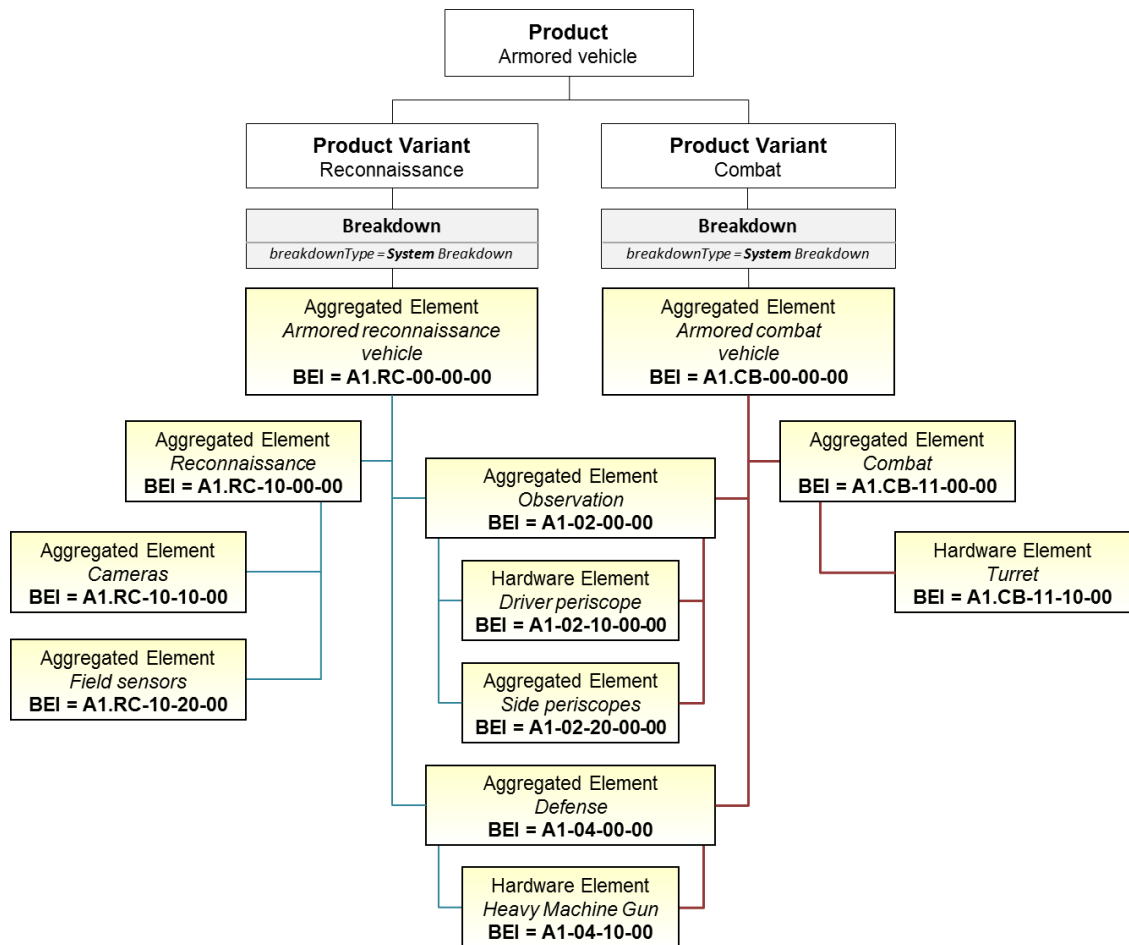 Product
Armored vehicle
Product Variant
Reconnaissance
Product Variant
Combat
Breakdown
breakdownType = System Breakdown
Breakdown
breakdownType = System Breakdown
Aggregated Element
Armored reconnaissance
vehicle
BEI = A1.RC-00-00-00
Aggregated Element
Armored combat
vehicle
BEI = A1.CB-00-00-00
Aggregated Element
Reconnaissance
BEI = A1.RC-10-00-00
Aggregated Element
Observation
BEI = A1-02-00-00
Aggregated Element
Combat
BEI = A1.CB-11-00-00
Aggregated Element
Cameras
BEI = A1.RC-10-10-00
Hardware Element
Driver periscope
BEI = A1-02-10-00-00
Hardware Element
Turret
BEI = A1.CB-11-10-00
Aggregated Element
Field sensors
BEI = A1.RC-10-20-00
Aggregated Element
Side periscopes
BEI = A1-02-20-00-00
Aggregated Element
Defense
BEI = A1-04-00-00
Hardware Element
Heavy Machine Gun
BEI = A1-04-10-00